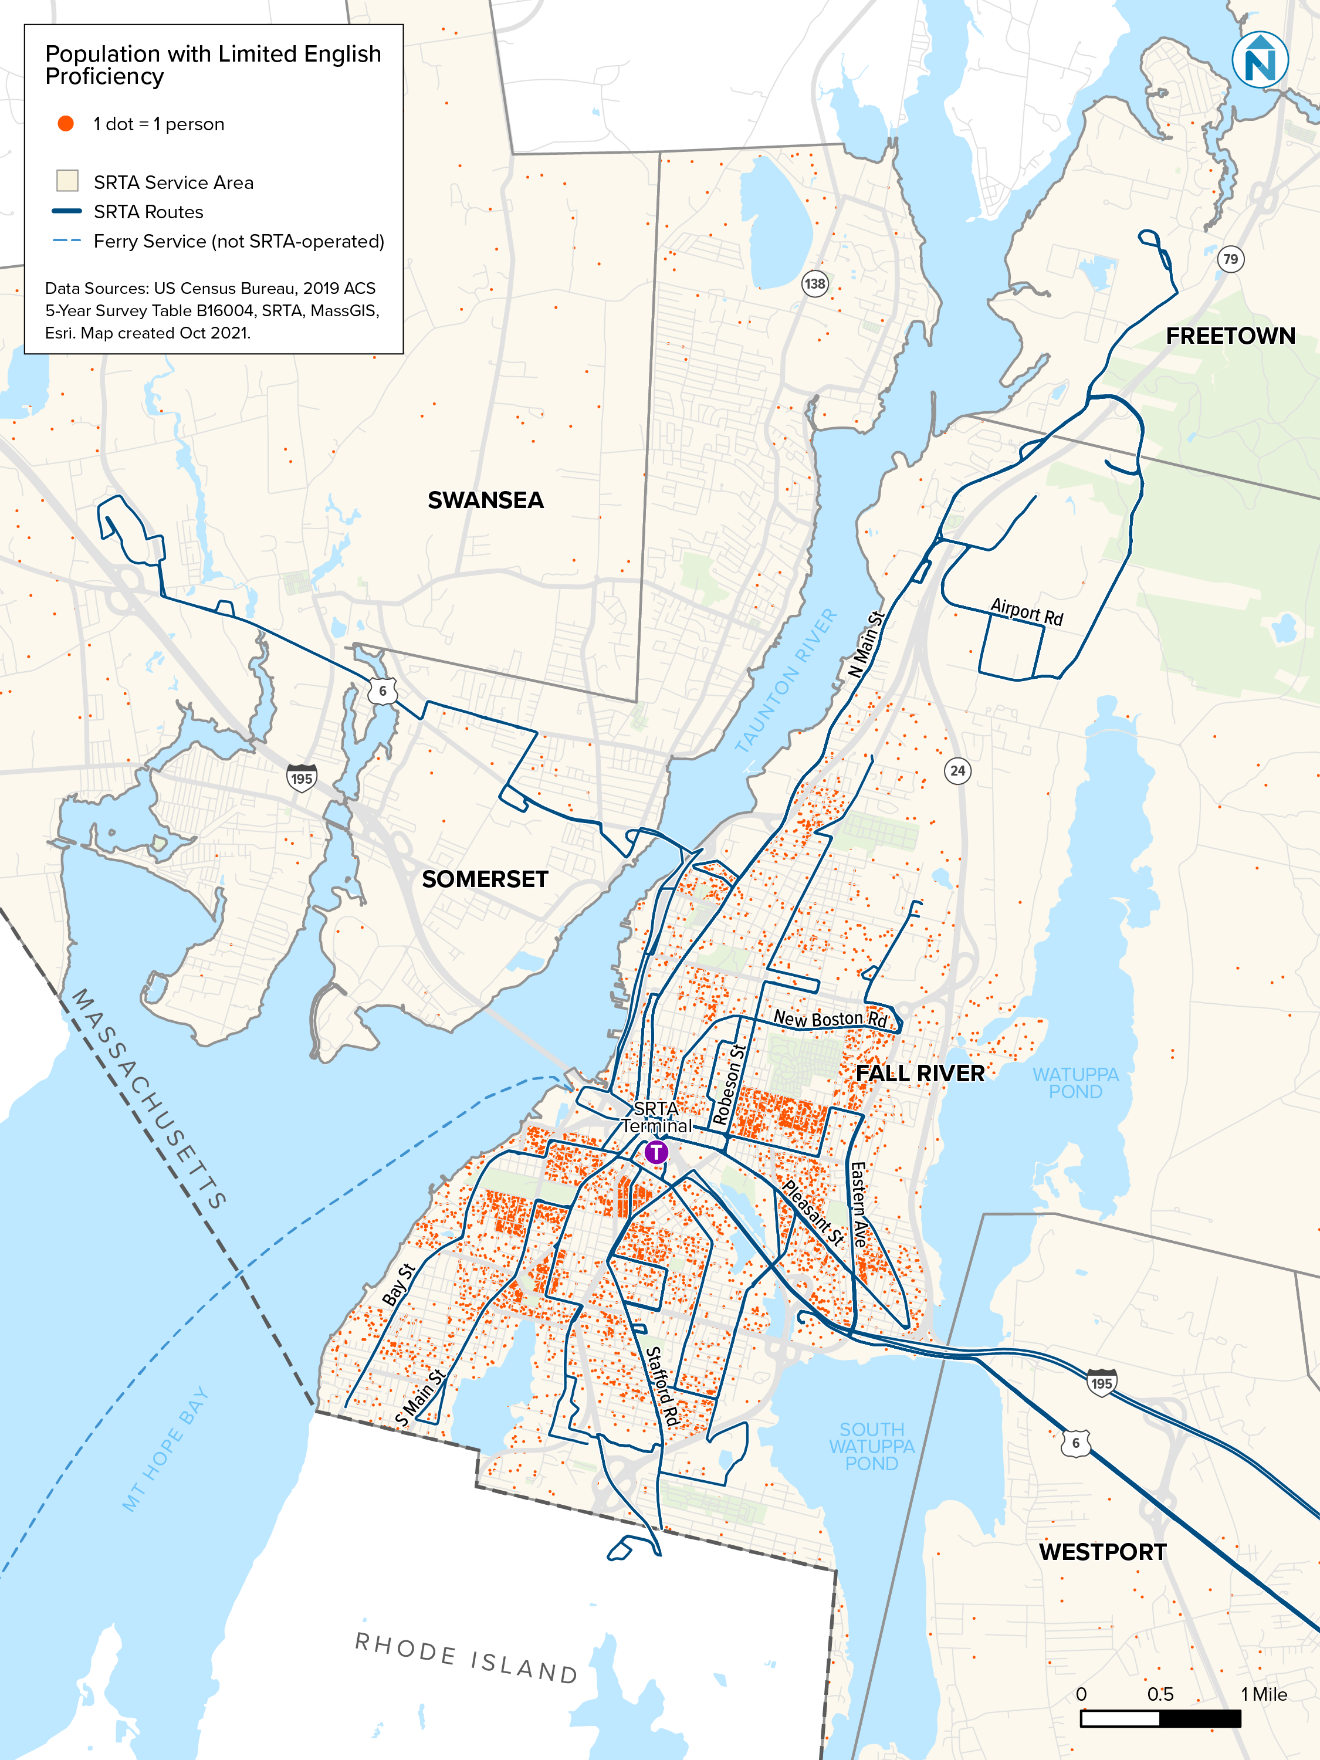 Population with Limited English
Proficiency
1 dot = 1 person
SRTA Service Area
SRTA Routes
Ferry Service (not SRTA-operated)
Data Sources: US Census Bureau, 2019 ACS
5-Year Survey Table B16004, SRTA, MassGIS,
Esri. Map created Oct 2021.
N
138
79
FREETOWN
SWANSEA
Airport Rd
N Main St
TAUNTON RIVER
6
195
24
SOMERSET
MASSACHUSETTS
New Boston Rd
Robeson St
FALL RIVER
WATUPPA
POND
SRTA
Terminal
T
Pleasant St
Eastern Ave
Bay St
S Main St
Stafford Rd
195
6
MT HOPE BAY
SOUTH
WATUPPA
POND
WESTPORT
RHODE ISLAND
0 0.5 1 Mile